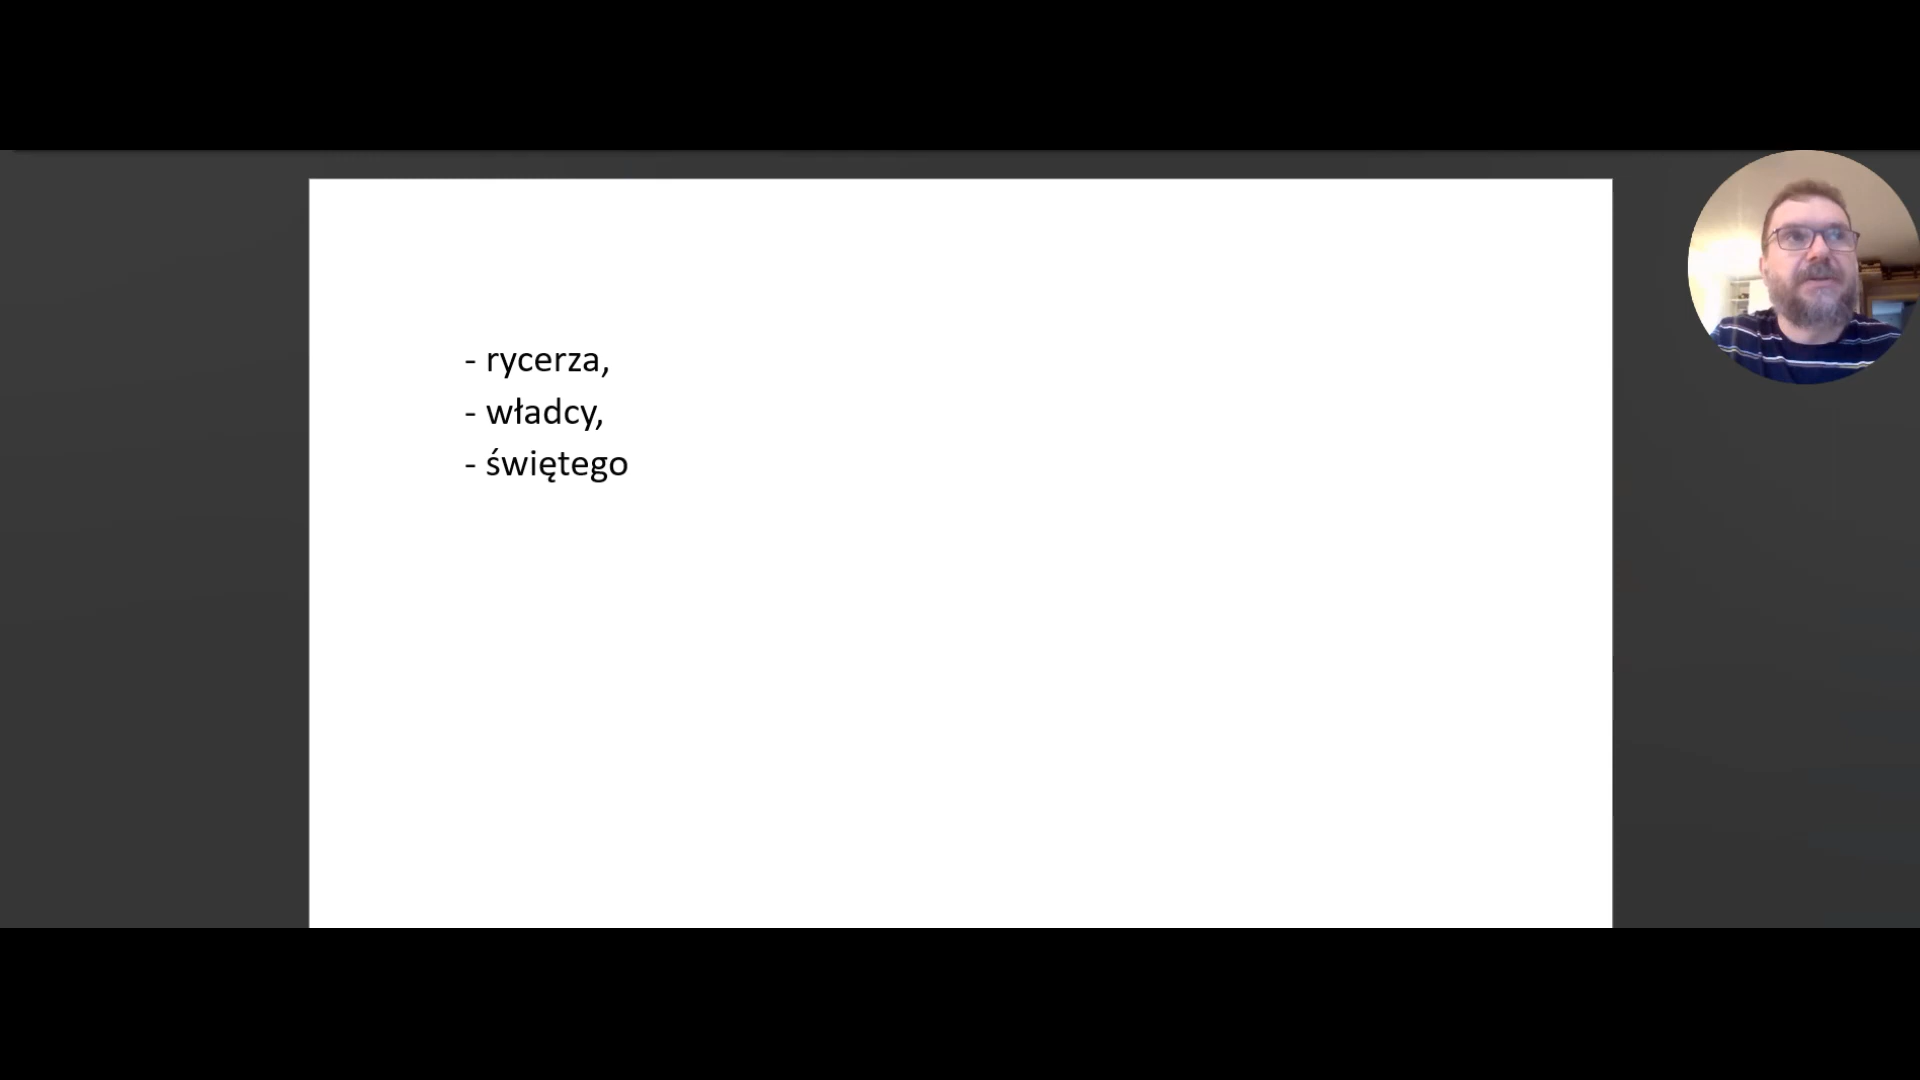 - rycerza,
- władcy,
- świętego